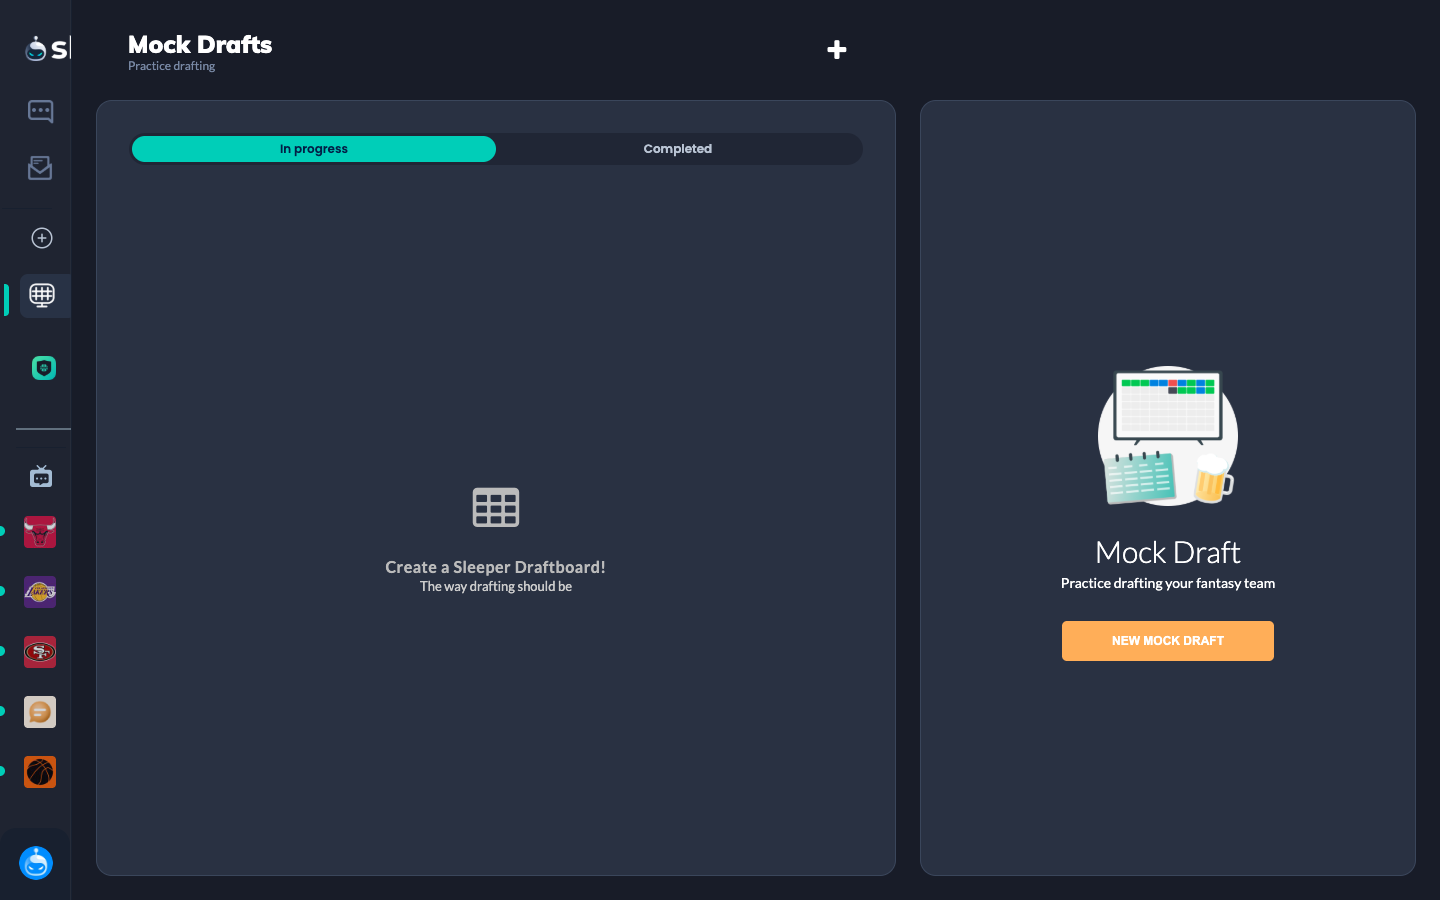 Mock Drafts
Practice drafting
In progress
Completed
Create a Sleeper Draftboard!
The way drafting should be
Mock Draft
Practice drafting your fantasy team
NEW MOCK DRAFT